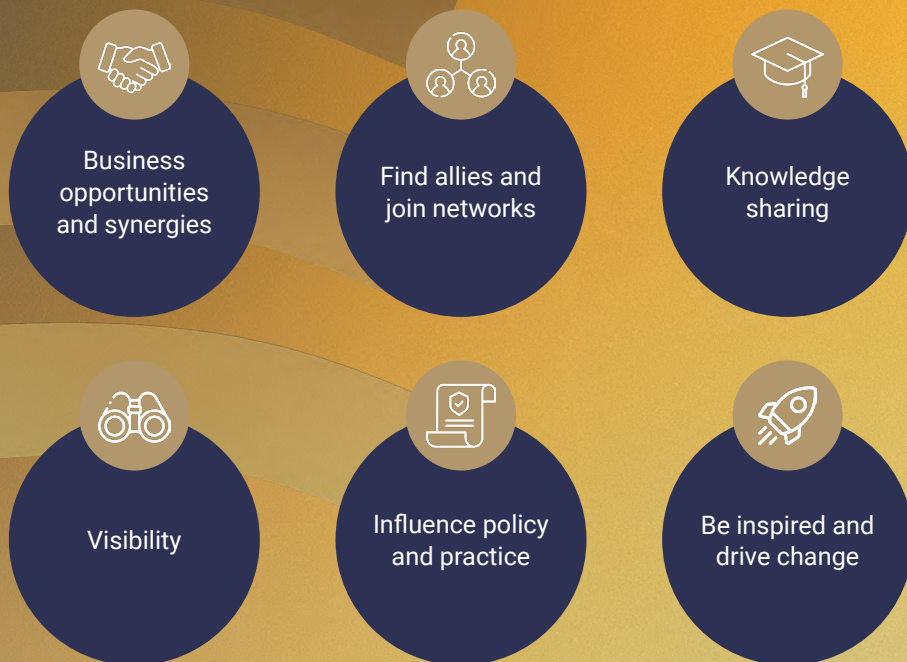 Business
opportunities
and synergies
Find allies and
join networks
Knowledge
sharing
Visibility
Influence policy
and practice
Be inspired and
drive change